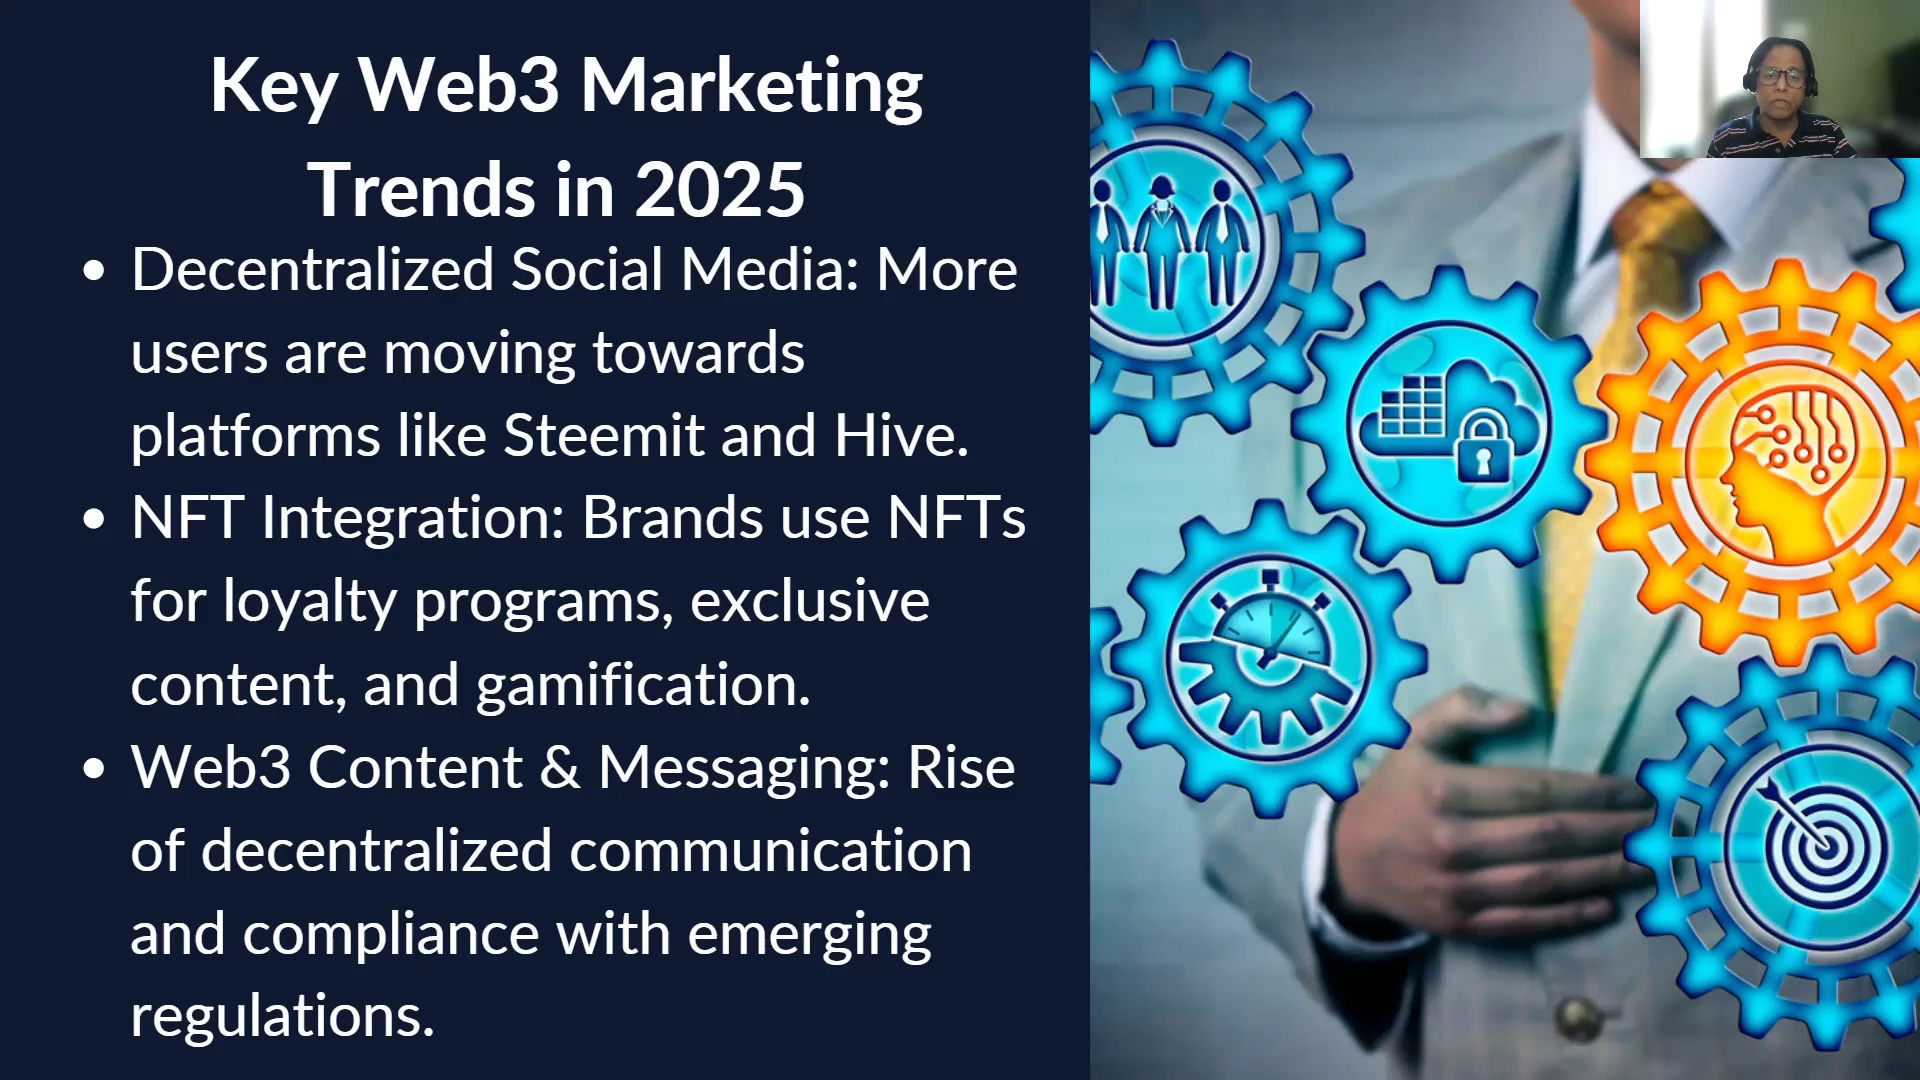 Key Web3 Marketing
Trends in 2025
• Decentralized Social Media: More
users are moving towards
platforms like Steemit and Hive.
• NFT Integration: Brands use NFTs
for loyalty programs, exclusive
content, and gamification.
• Web3 Content & Messaging: Rise
of decentralized communication
and compliance with emerging
regulations.